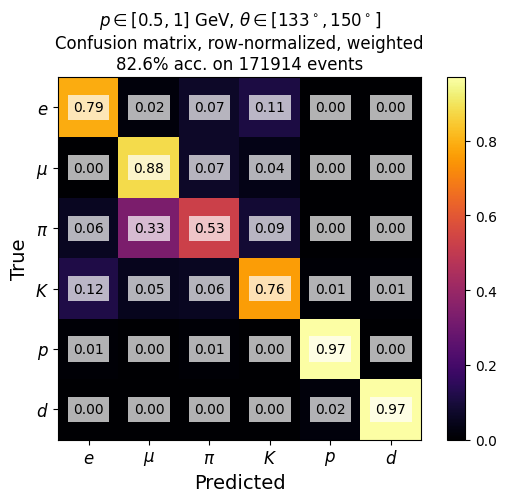 p ∈ [0.5, 1] GeV, θ ∈ [133°, 150°]
Confusion matrix, row-normalized, weighted
82.6% acc. on 171914 events
e 0.79 0.02 0.07 0.11 0.00 0.00
μ 0.00 0.88 0.07 0.04 0.00 0.00
π 0.06 0.33 0.53 0.09 0.00 0.00
K 0.12 0.05 0.06 0.76 0.01 0.01
p 0.01 0.00 0.01 0.00 0.97 0.00
d 0.00 0.00 0.00 0.00 0.02 0.97
e μ π K p d
Predicted
True
0.8
0.6
0.4
0.2
0.0